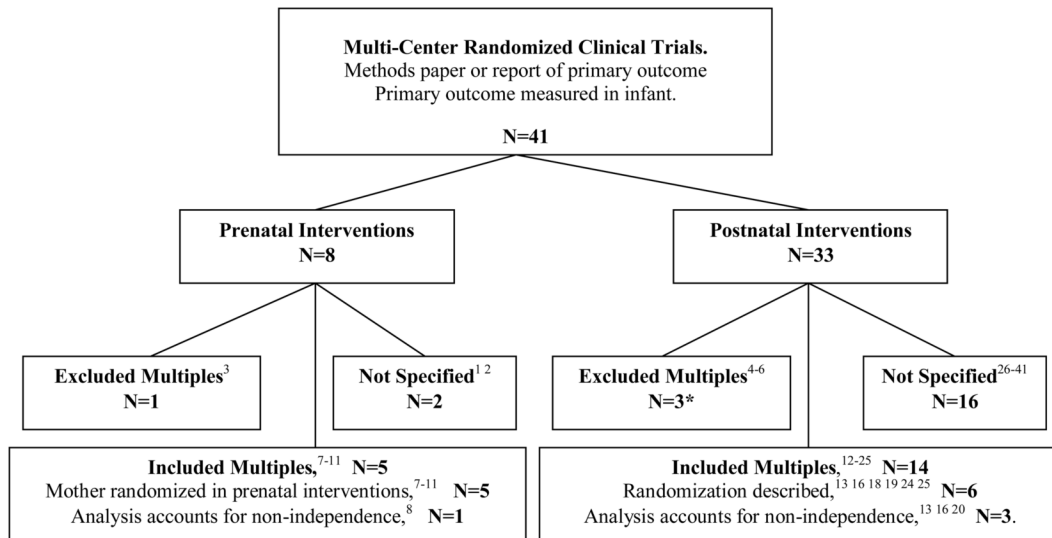 Multi-Center Randomized Clinical Trials.
Methods paper or report of primary outcome
Primary outcome measured in infant.
N=41
Prenatal Interventions
N=8
Postnatal Interventions
N=33
Excluded Multiples3
N=1
Not Specified1 2
N=2
Excluded Multiples4-6
N=3*
Not Specified26-41
N=16
Included Multiples,7-11 N=5
Mother randomized in prenatal interventions,7-11 N=5
Analysis accounts for non-independence,8 N=1
Included Multiples,12-25 N=14
Randomization described,13 16 18 19 24 25 N=6
Analysis accounts for non-independence,13 16 20 N=3.